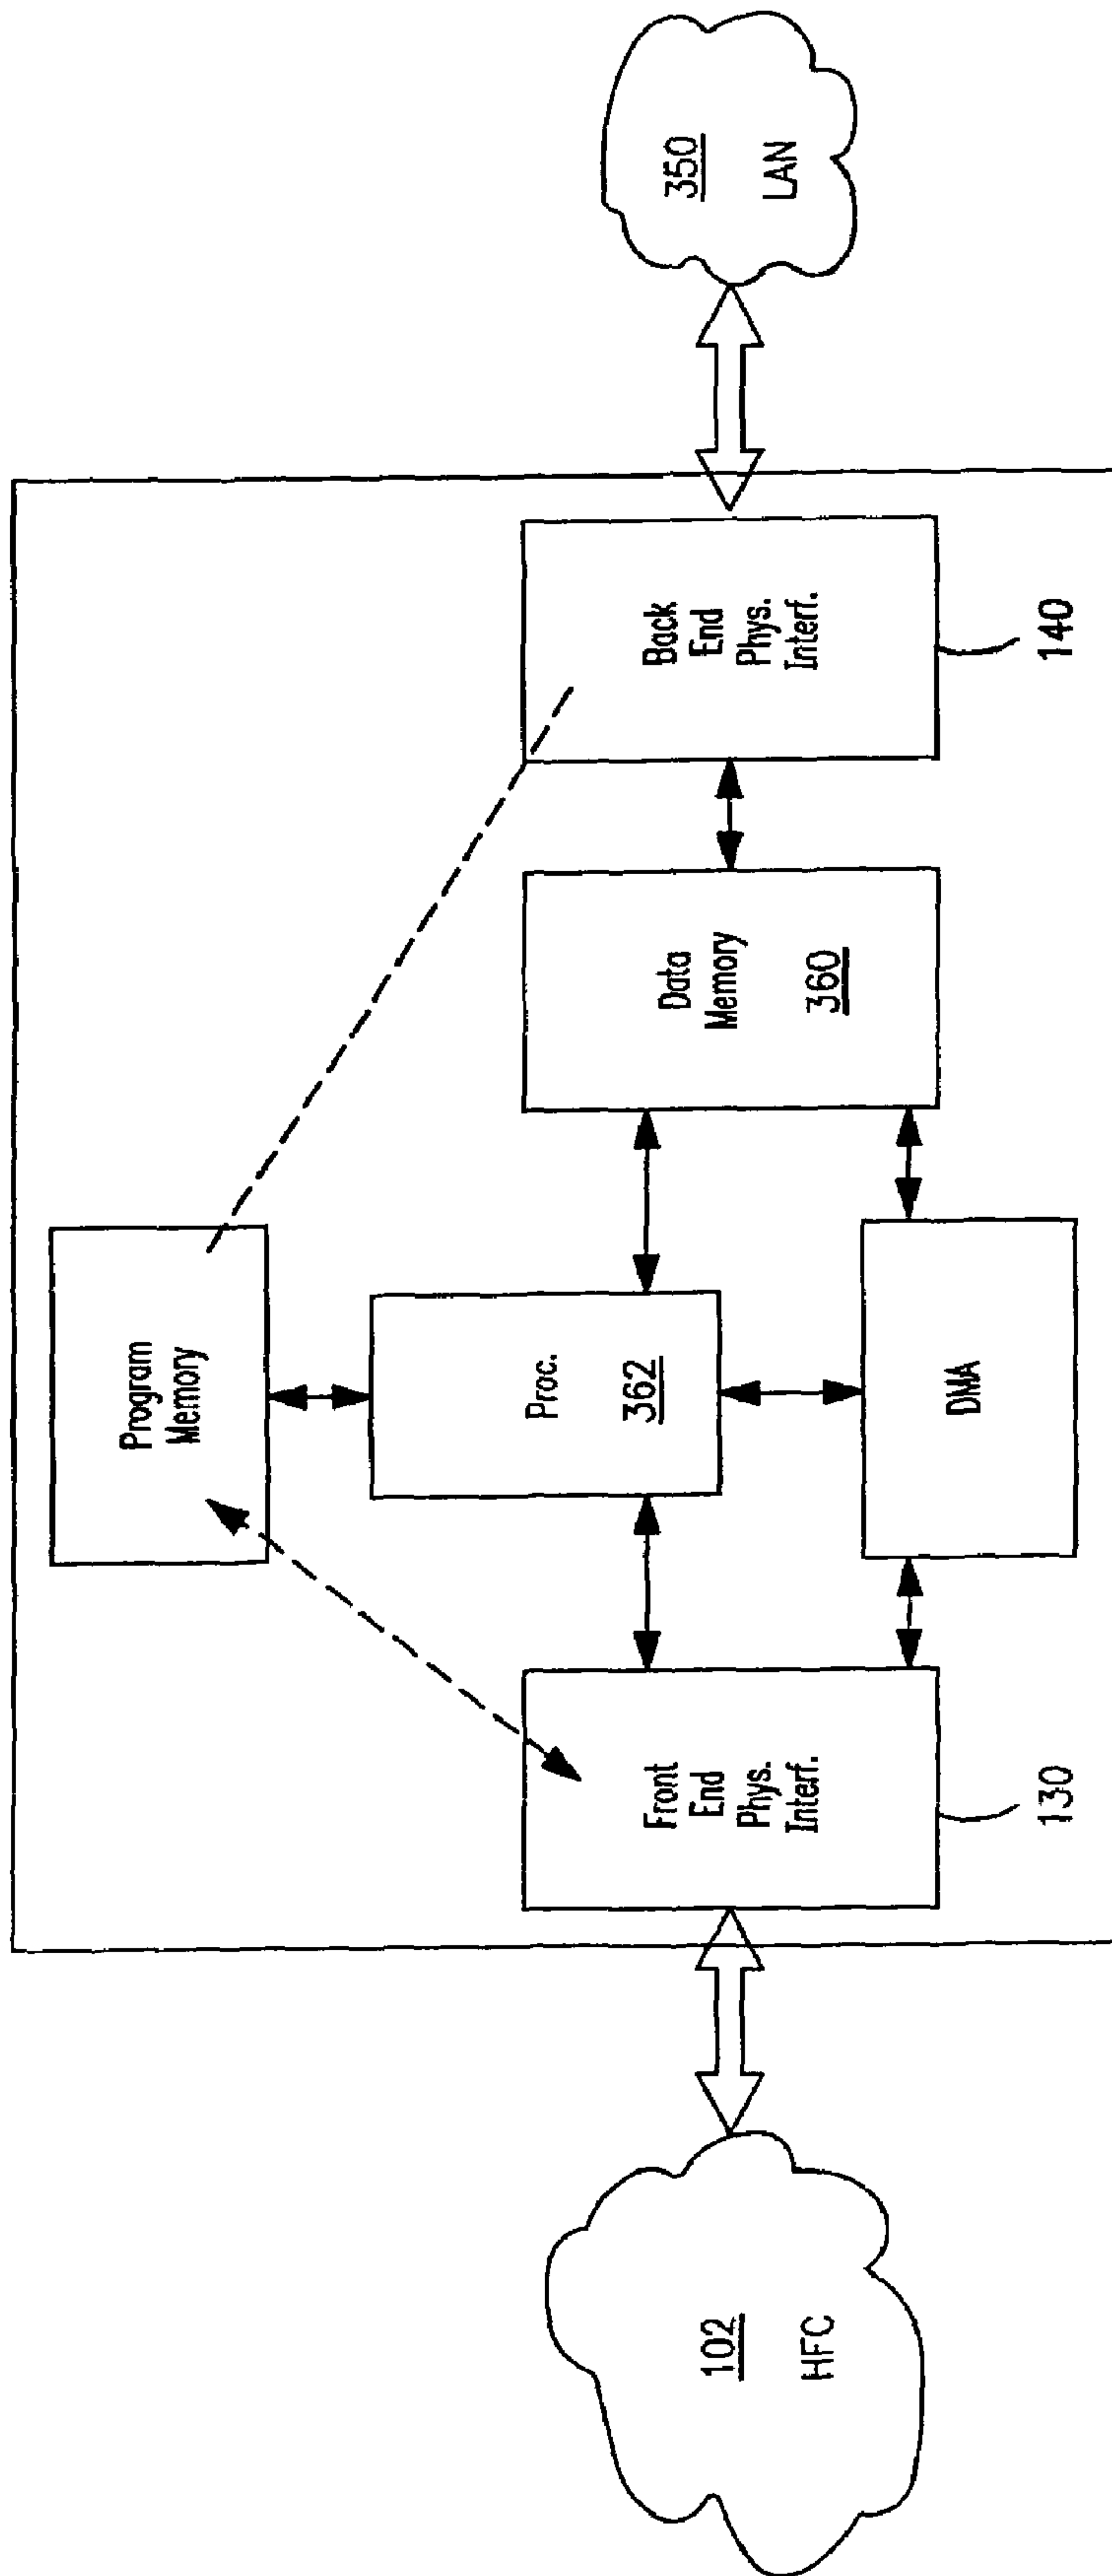 Program
Memory
102
HFC
Front
End
Phys.
Interf.
130
Proc.
362
DMA
Data
Memory
360
Back
End
Phys.
Interf.
140
350
LAN